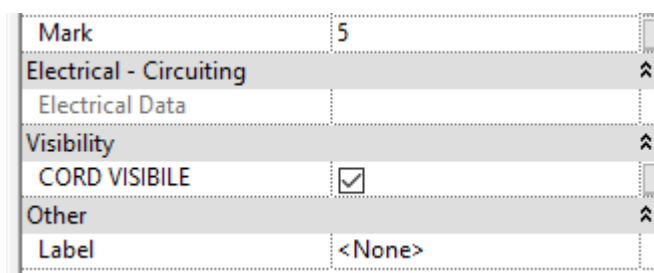 Mark 5
Electrical - Circuiting
Electrical Data
Visibility
CORD VISIBILE
Other
Label <None>